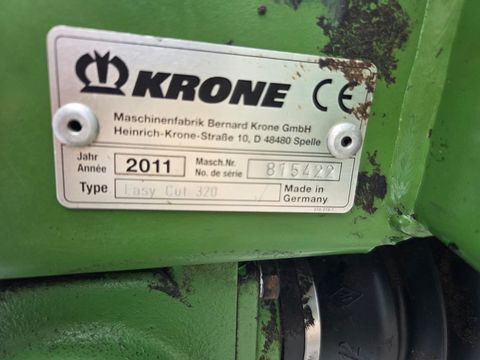 KRONE CE
Maschinenfabrik Bernard Krone GmbH
Heinrich-Krone-Straße 10, D 48480 Spelle
Jahr Année 2011 Masch.Nr. No. de série 815422
Type Easy Cut 320 Made in Germany